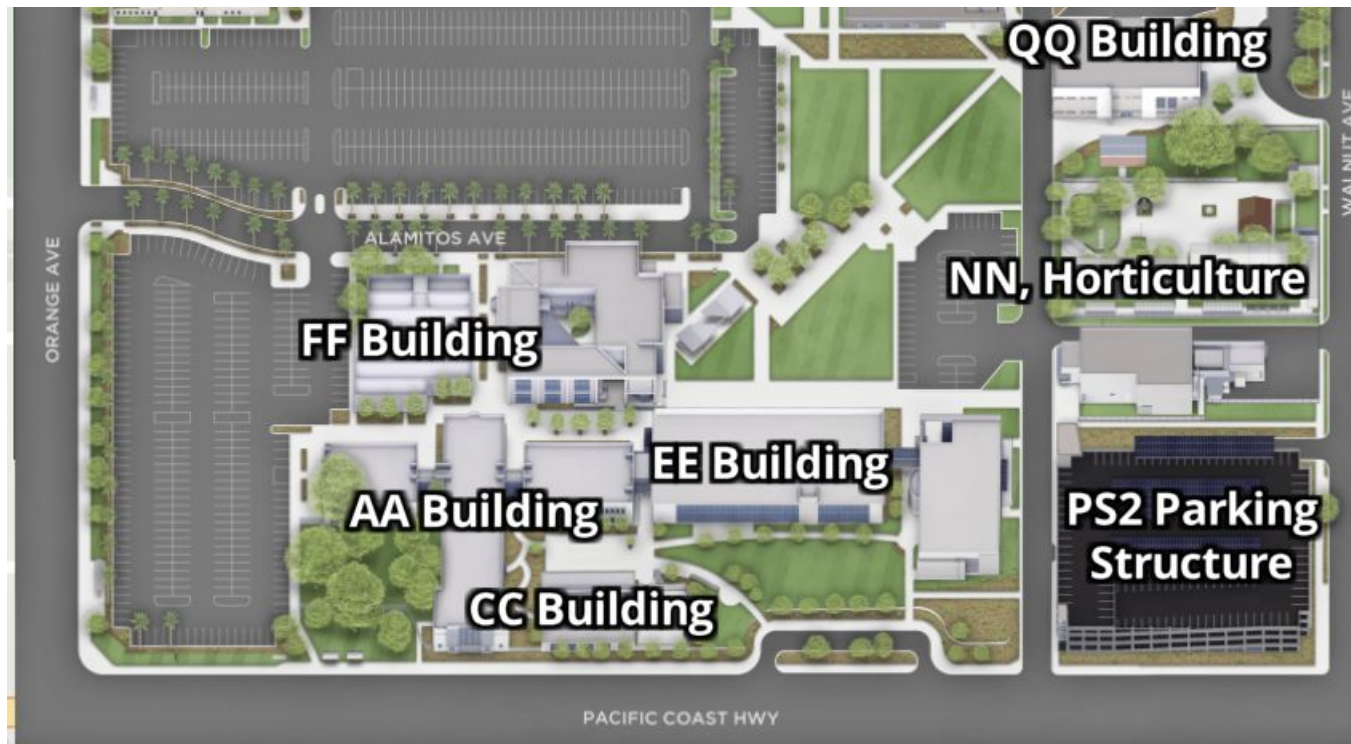 QQ Building
WALNUT AVE
ALAMITOS AVE
ORANGE AVE
NN, Horticulture
FF Building
EE Building
AA Building
PS2 Parking
Structure
CC Building
PACIFIC COAST HWY